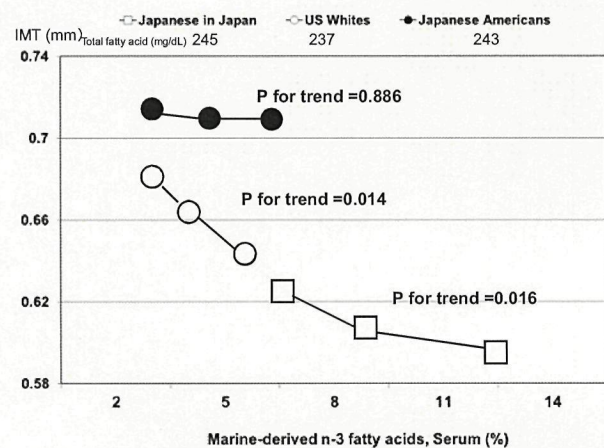 Japanese in Japan US Whites Japanese Americans
IMT (mm) Total fatty acid (mg/dL) 245 237 243
0.74
P for trend =0.886
0.7
P for trend =0.014
0.66
P for trend =0.016
0.62
0.58
2 5 8 11 14
Marine-derived n-3 fatty acids, Serum (%)